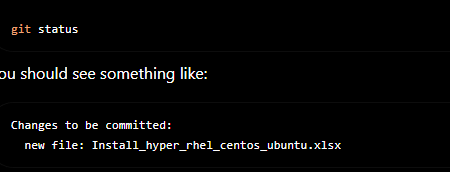 git status
ou should see something like:
Changes to be committed:
new file: Install_hyper_rhel_centos_ubuntu.xlsx